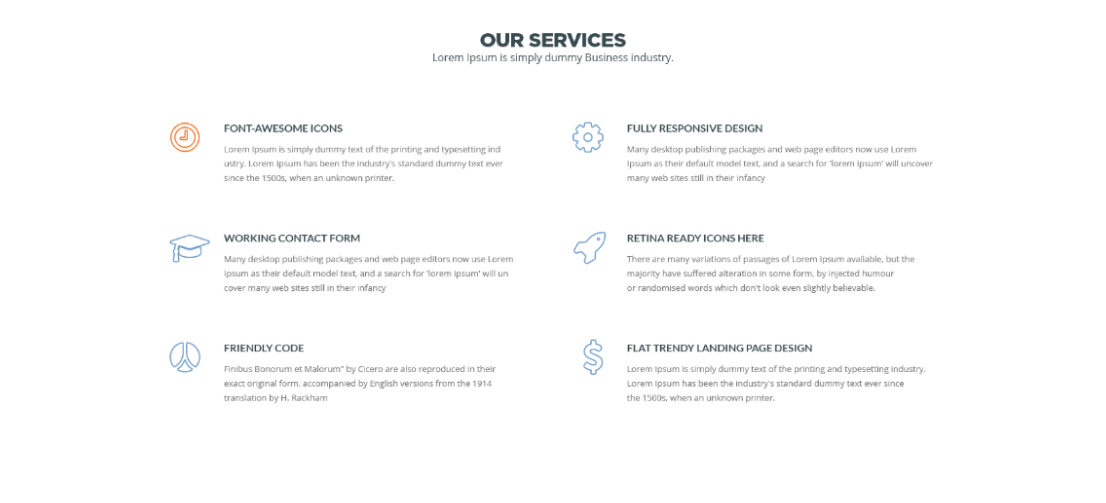 OUR SERVICES
Lorem Ipsum is simply dummy Business industry.
FONT-AWESOME ICONS
Lorem Ipsum is simply dummy text of the printing and typesetting ind
ustry. Lorem Ipsum has been the industry's standard dummy text ever
since the 1500s, when an unknown printer.
FULLY RESPONSIVE DESIGN
Many desktop publishing packages and web page editors now use Lorem
Ipsum as their default model text, and a search for 'lorem ipsum' will uncover
many web sites still in their infancy
WORKING CONTACT FORM
Many desktop publishing packages and web page editors now use Lorem
Ipsum as their default model text, and a search for 'lorem ipsum' will un
cover many web sites still in their infancy
RETINA READY ICONS HERE
There are many variations of passages of Lorem Ipsum available, but the
majority have suffered alteration in some form, by injected humour
or randomised words which don't look even slightly believable.
FRIENDLY CODE
Finibus Bonorum et Malorum" by Cicero are also reproduced in their
exact original form, accompanied by English versions from the 1914
translation by H. Rackham
FLAT TRENDY LANDING PAGE DESIGN
Lorem Ipsum is simply dummy text of the printing and typesetting industry.
Lorem Ipsum has been the industry's standard dummy text ever since
the 1500s, when an unknown printer.